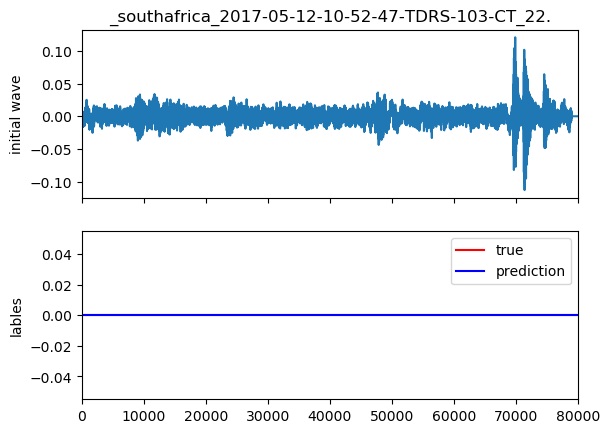 _southafrica_2017-05-12-10-52-47-TDRS-103-CT_22.
initial wave
0.10
0.05
0.00
−0.05
−0.10
lables
0.04
0.02
0.00
−0.02
−0.04
true
prediction
0 10000 20000 30000 40000 50000 60000 70000 80000